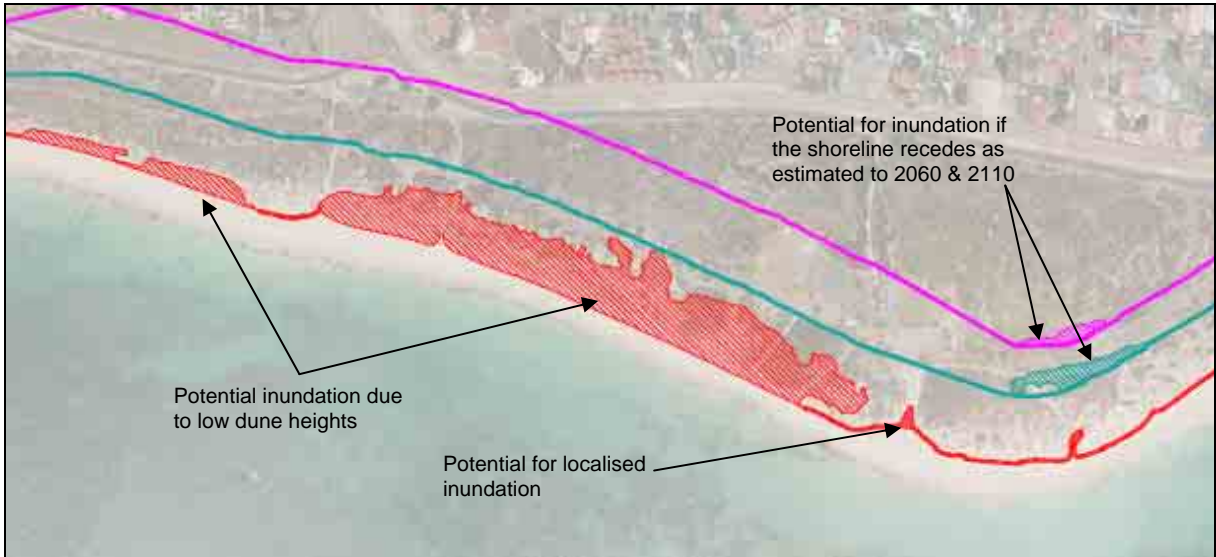 Potential for inundation if
the shoreline recedes as
estimated to 2060 & 2110
Potential inundation due
to low dune heights
Potential for localised
inundation